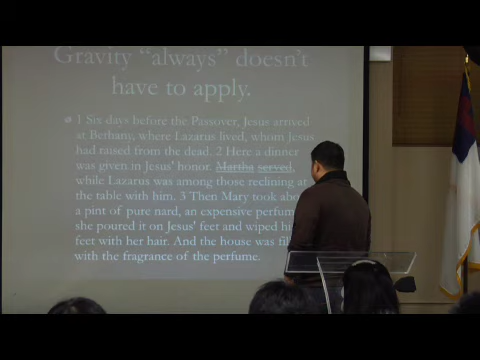 Gravity “always” doesn’t
have to apply.
1 Six days before the Passover, Jesus arrived
at Bethany, where Lazarus lived, whom Jesus
had raised from the dead. 2 Here a dinner
was given in Jesus' honor. Martha served,
while Lazarus was among those reclining at
the table with him. 3 Then Mary took
a pint of pure nard, an expensive
she poured it on Jesus' feet and wiped
feet with her hair. And the house was
with the fragrance of the perfume.